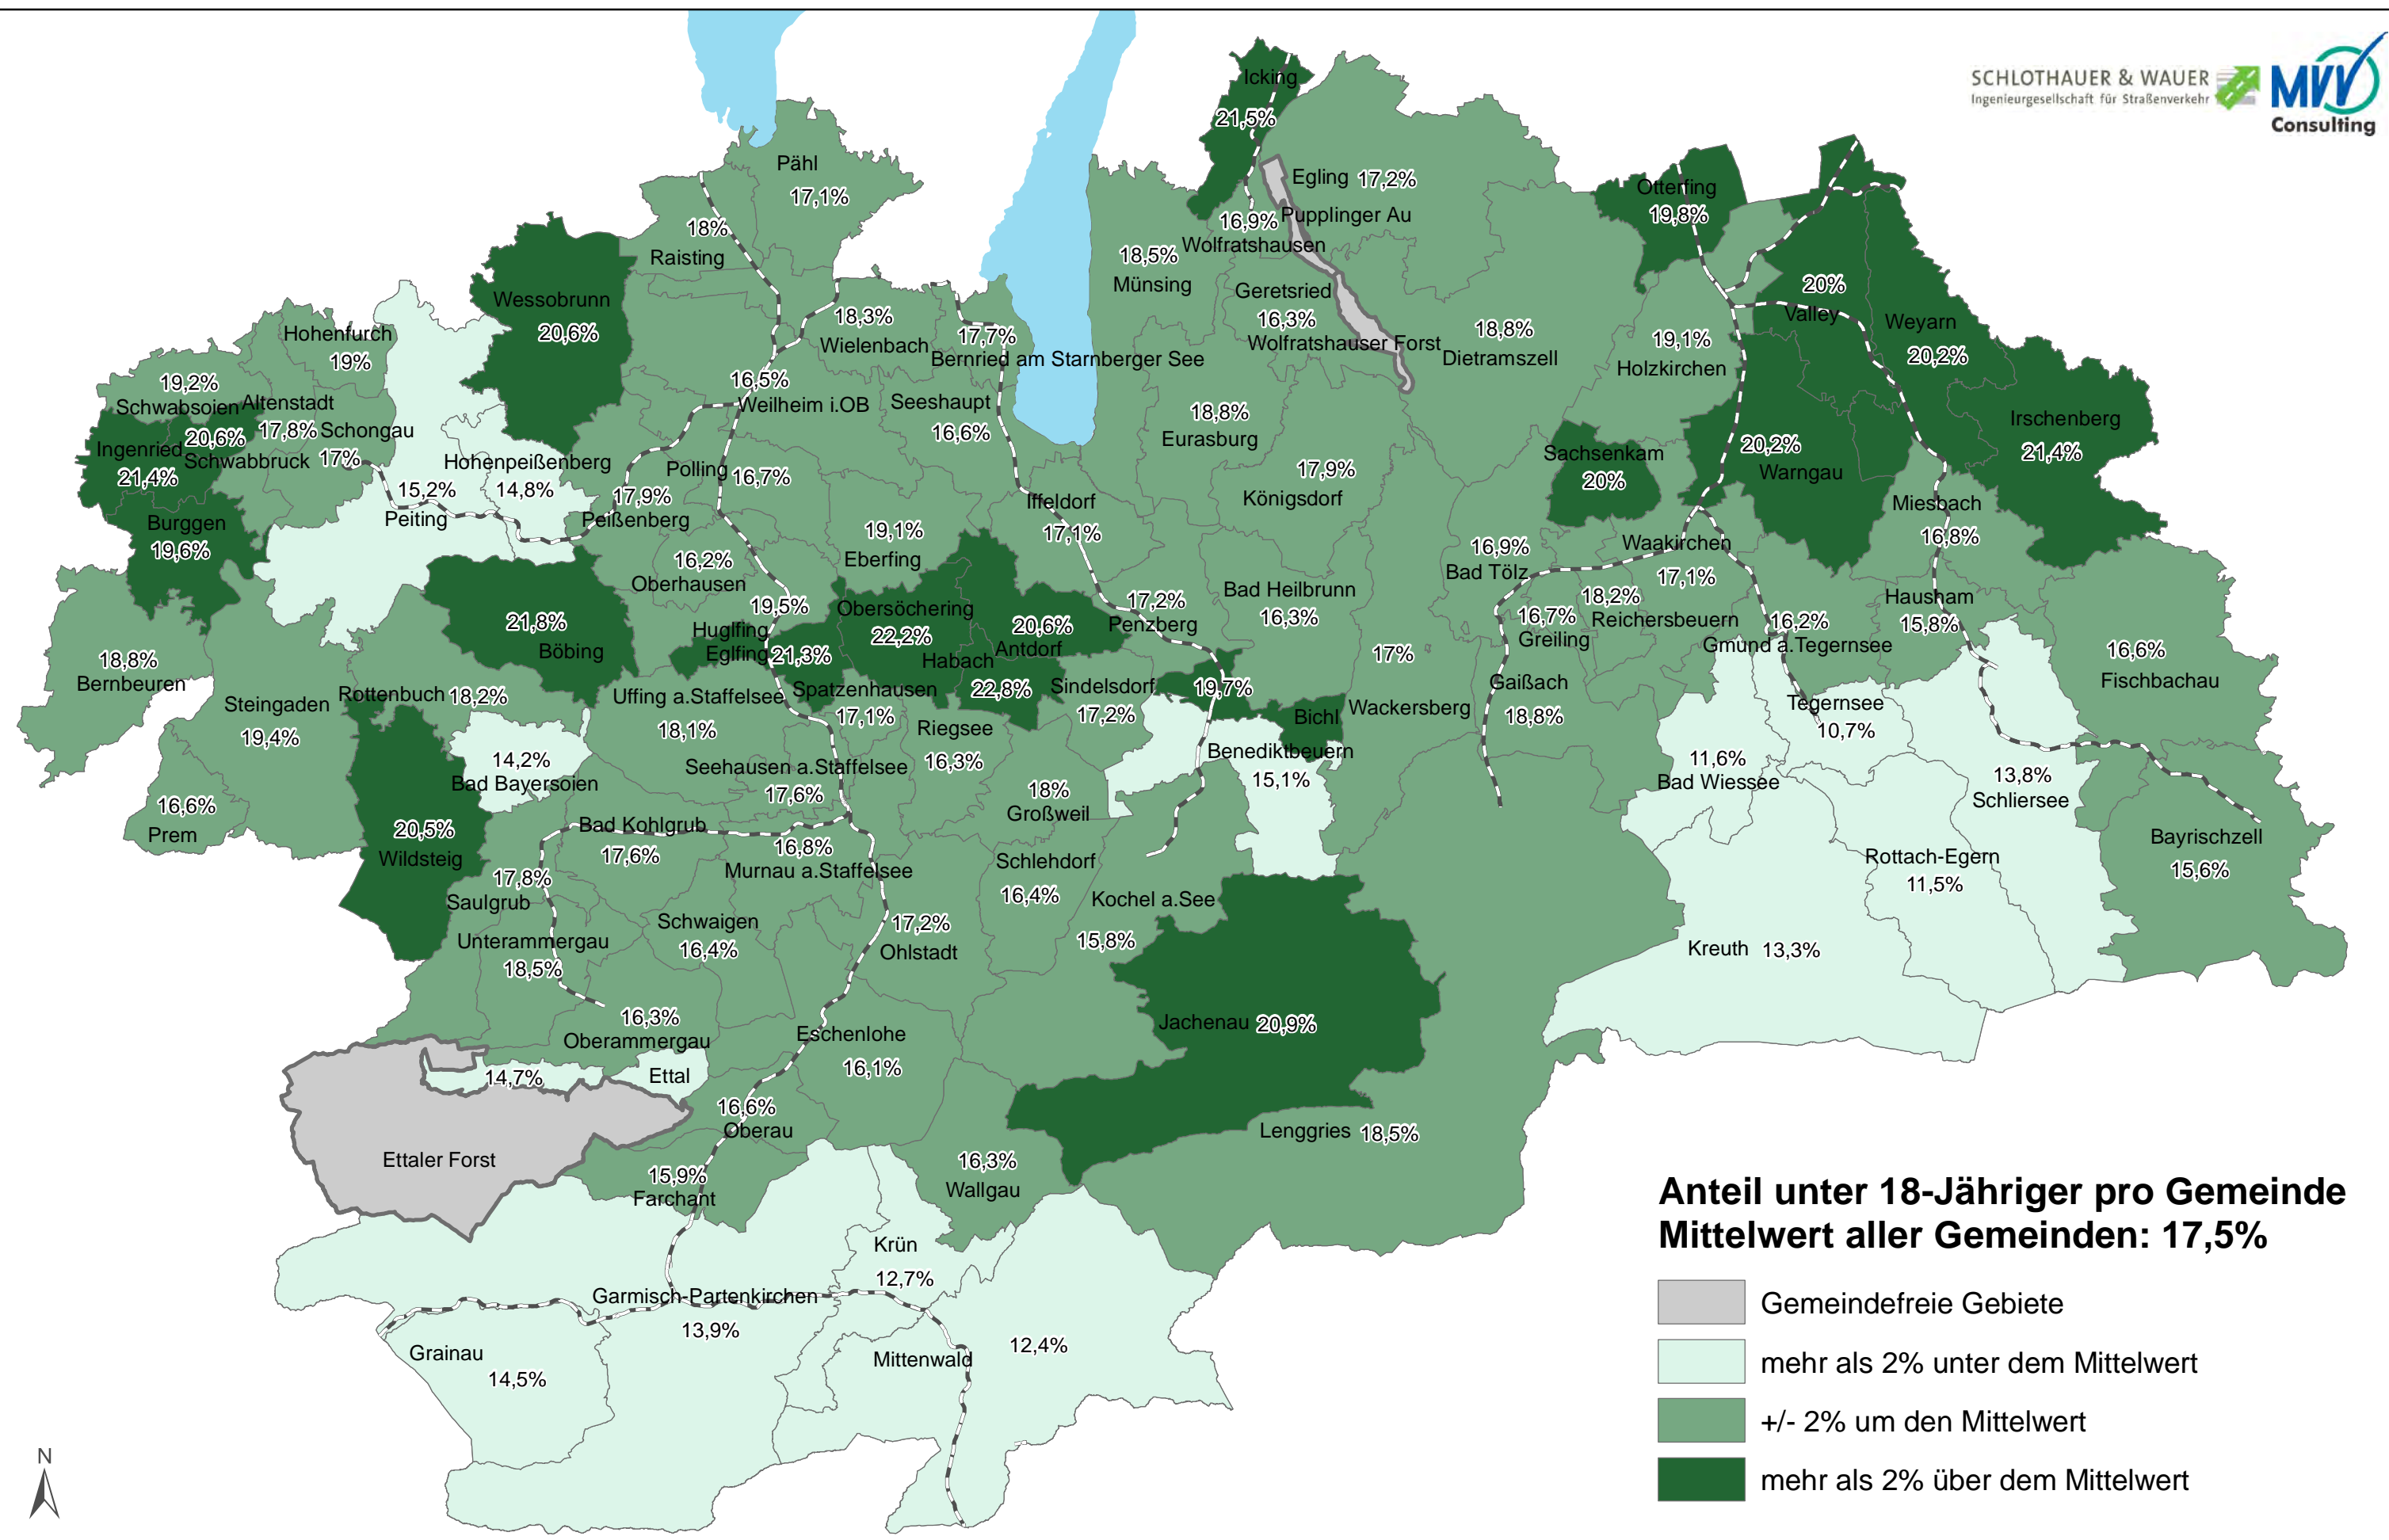 SCHLOTHAUER & WAUER
Ingenieurgesellschaft für Straßenverkehr
MVV
Consulting
Icking
21,5%
Pähl
17,1%
Egling 17,2%
Otterfing
19,8%
18%
Raisting
16,9%
Pupplinger Au
Wolfratshausen
18,5%
Münsing
Wessobrunn
20,6%
Geretsried
16,3%
Wolfratshauser Forst
20%
Valley
Weyarn
20,2%
Hohenfurch
19%
18,3%
Wielenbach
17,7%
Bernried am Starnberger See
18,8%
Dietramszell
19,1%
Holzkirchen
19,2%
Schwabsoien
Altenstadt
17,8%
16,5%
Weilheim i.OB
Seeshaupt
16,6%
18,8%
Eurasburg
Irschenberg
21,4%
Ingenried
21,4%
20,6%
Schwabbruck
Schongau
17%
Hohenpeißenberg
14,8%
15,2%
Peiting
Polling
16,7%
17,9%
Peißenberg
17,9%
Königsdorf
Sachsenkam
20%
20,2%
Warngau
Burggen
19,6%
Iffeldorf
17,1%
Miesbach
16,8%
19,1%
Eberfing
16,2%
Oberhausen
16,9%
Bad Tölz
Waakirchen
17,1%
19,5%
Huglfing
Eglfing
21,3%
Obersöchering
22,2%
20,6%
Antdorf
Habach
22,8%
17,2%
Penzberg
Bad Heilbrunn
16,3%
16,7%
Greiling
18,2%
Reichersbeuern
16,2%
Gmund a.Tegernsee
Hausham
15,8%
21,8%
Böbing
18,8%
Bernbeuren
17%
Wackersberg
16,6%
Fischbachau
Steingaden
19,4%
Rottenbuch 18,2%
Uffing a.Staffelsee
18,1%
Spatzenhausen
17,1%
Sindelsdorf
17,2%
19,7%
Bichl
Gaißach
18,8%
Tegernsee
10,7%
Riegsee
16,3%
14,2%
Bad Bayersoien
Seehausen a.Staffelsee
17,6%
Benediktbeuern
15,1%
11,6%
Bad Wiessee
13,8%
Schliersee
16,6%
Prem
18%
Großweil
20,5%
Wildsteig
Bad Kohlgrub
17,6%
16,8%
Murnau a.Staffelsee
Bayrischzell
15,6%
Schlehdorf
16,4%
Rottach-Egern
11,5%
17,8%
Saulgrub
Kochel a.See
15,8%
Schwaigen
16,4%
17,2%
Ohlstadt
Unterammergau
18,5%
Kreuth 13,3%
16,3%
Oberammergau
Eschenlohe
16,1%
Jachenau 20,9%
14,7%
Ettal
16,6%
Oberau
Lenggries 18,5%
Ettaler Forst
15,9%
Farchant
16,3%
Wallgau
Krün
12,7%
Garmisch-Partenkirchen
13,9%
Grainau
14,5%
Mittenwald
12,4%
Anteil unter 18-Jähriger pro Gemeinde
Mittelwert aller Gemeinden: 17,5%
Gemeindefreie Gebiete
mehr als 2% unter dem Mittelwert
+/- 2% um den Mittelwert
mehr als 2% über dem Mittelwert
N